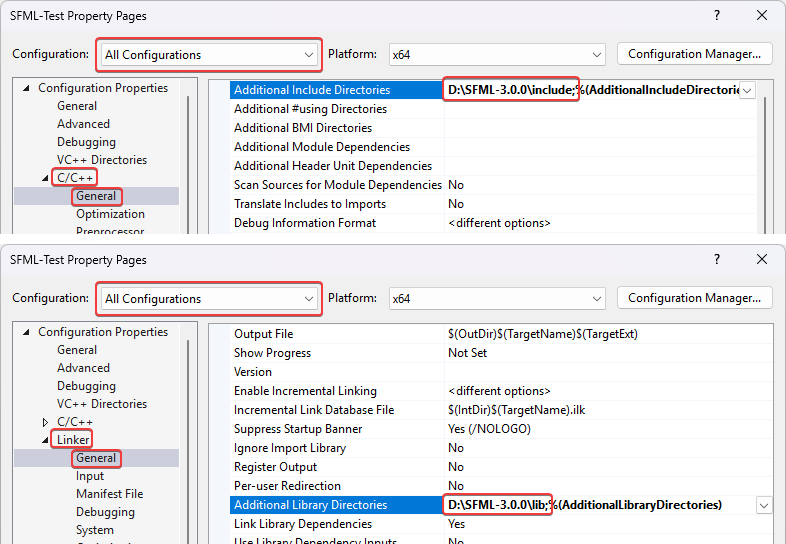 SFML-Test Property Pages ? ×
Configuration: All Configurations Platform: x64 Configuration Manager...
Configuration Properties
General
Advanced
Debugging
VC++ Directories
C/C++
General
Optimization
Preprocessor
Additional Include Directories D:\SFML-3.0.0\include;%(AdditionalIncludeDirectorie
Additional #using Directories
Additional BMI Directories
Additional Module Dependencies
Additional Header Unit Dependencies
Scan Sources for Module Dependencies No
Translate Includes to Imports No
Debug Information Format <different options>
SFML-Test Property Pages ? ×
Configuration: All Configurations Platform: x64 Configuration Manager...
Configuration Properties
General
Advanced
Debugging
VC++ Directories
C/C++
Linker
General
Input
Manifest File
Debugging
System
Output File $(OutDir)$(TargetName)$(TargetExt)
Show Progress Not Set
Version
Enable Incremental Linking <different options>
Incremental Link Database File $(IntDir)$(TargetName).ilk
Suppress Startup Banner Yes (/NOLOGO)
Ignore Import Library No
Register Output No
Per-user Redirection No
Additional Library Directories D:\SFML-3.0.0\lib;%(AdditionalLibraryDirectories)
Link Library Dependencies Yes
Use Library Dependency Inputs No